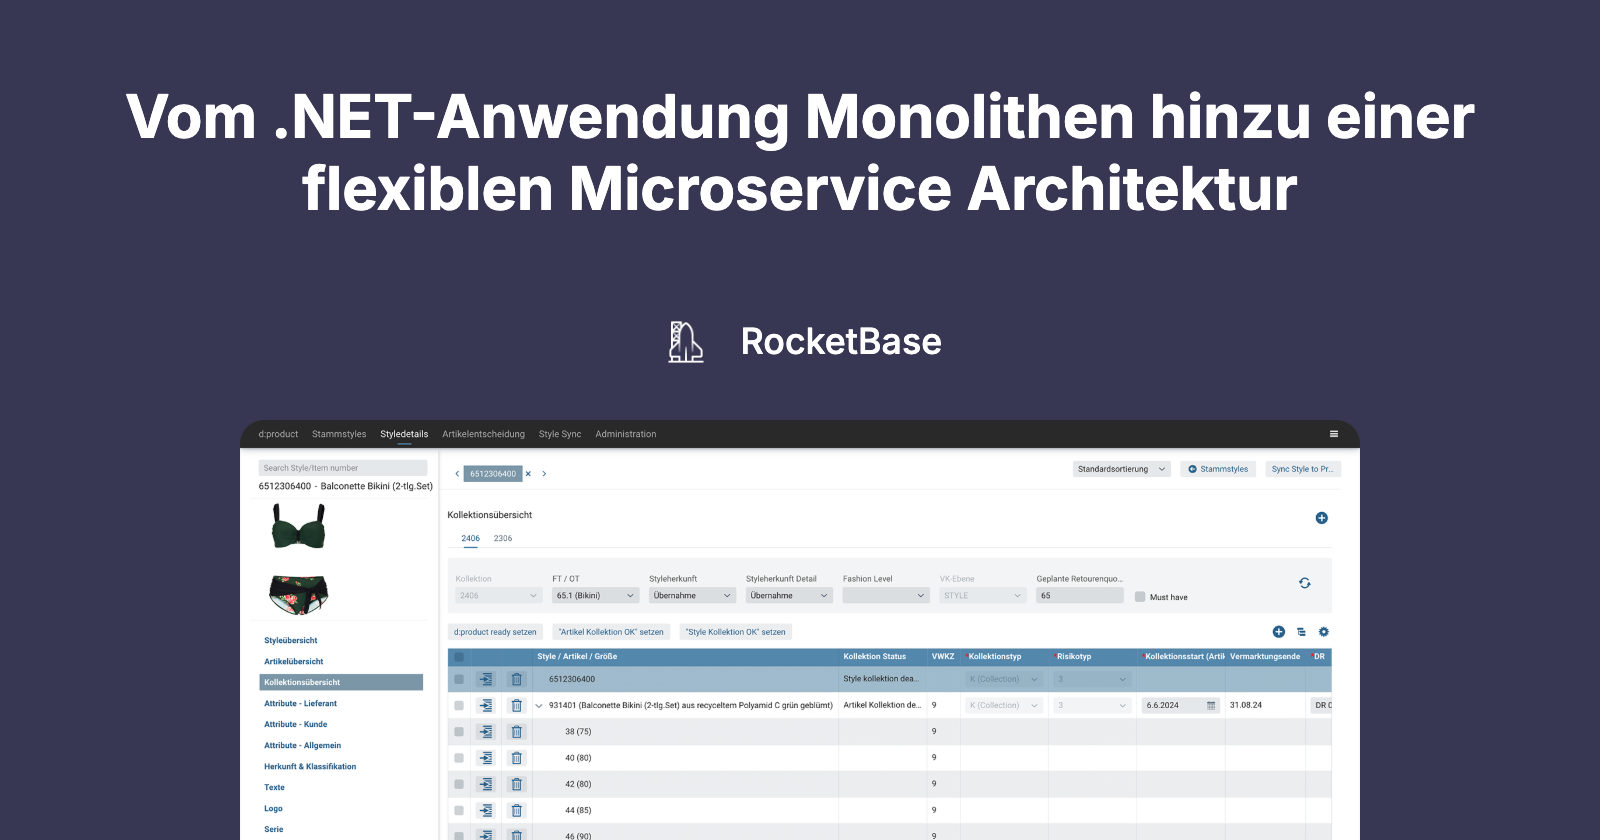 Vom .NET-Anwendung Monolithen hinzu einer
flexiblen Microservice Architektur
RocketBase
d:product Stammstyles Styledetails Artikelentscheidung Style Sync Administration
Search Style/Item number
6512306400 - Balconette Bikini (2-tlg.Set)
Styleübersicht
Artikelübersicht
Kollektionsübersicht
Attribute - Lieferant
Attribute - Kunde
Attribute - Allgemein
Herkunft & Klassifikation
Texte
Logo
Serie
6512306400
Standardsortierung Stammstyles Sync Style to Pr...
Kollektionsübersicht
2406 2306
Kollektion FT / OT Styleherkunft Styleherkunft Detail Fashion Level VK-Ebene Geplante Retourenquo...
2406 65.1 (Bikini) Übernahme Übernahme STYLE 65 Must have
d:product ready setzen "Artikel Kollektion OK" setzen "Style Kollektion OK" setzen
Style / Artikel / Größe Kollektion Status VWKZ *Kollektionstyp *Risikotyp *Kollektionsstart (Artik Vermarktungsende *DR
6512306400 Style kollektion dea... K (Collection) 3
931401 (Balconette Bikini (2-tlg.Set) aus recyceltem Polyamid C grün geblümt) Artikel Kollektion de... 9 K (Collection) 3 6.6.2024 31.08.24 DR 0
38 (75) 9
40 (80) 9
42 (80) 9
44 (85) 9
46 (90) 9